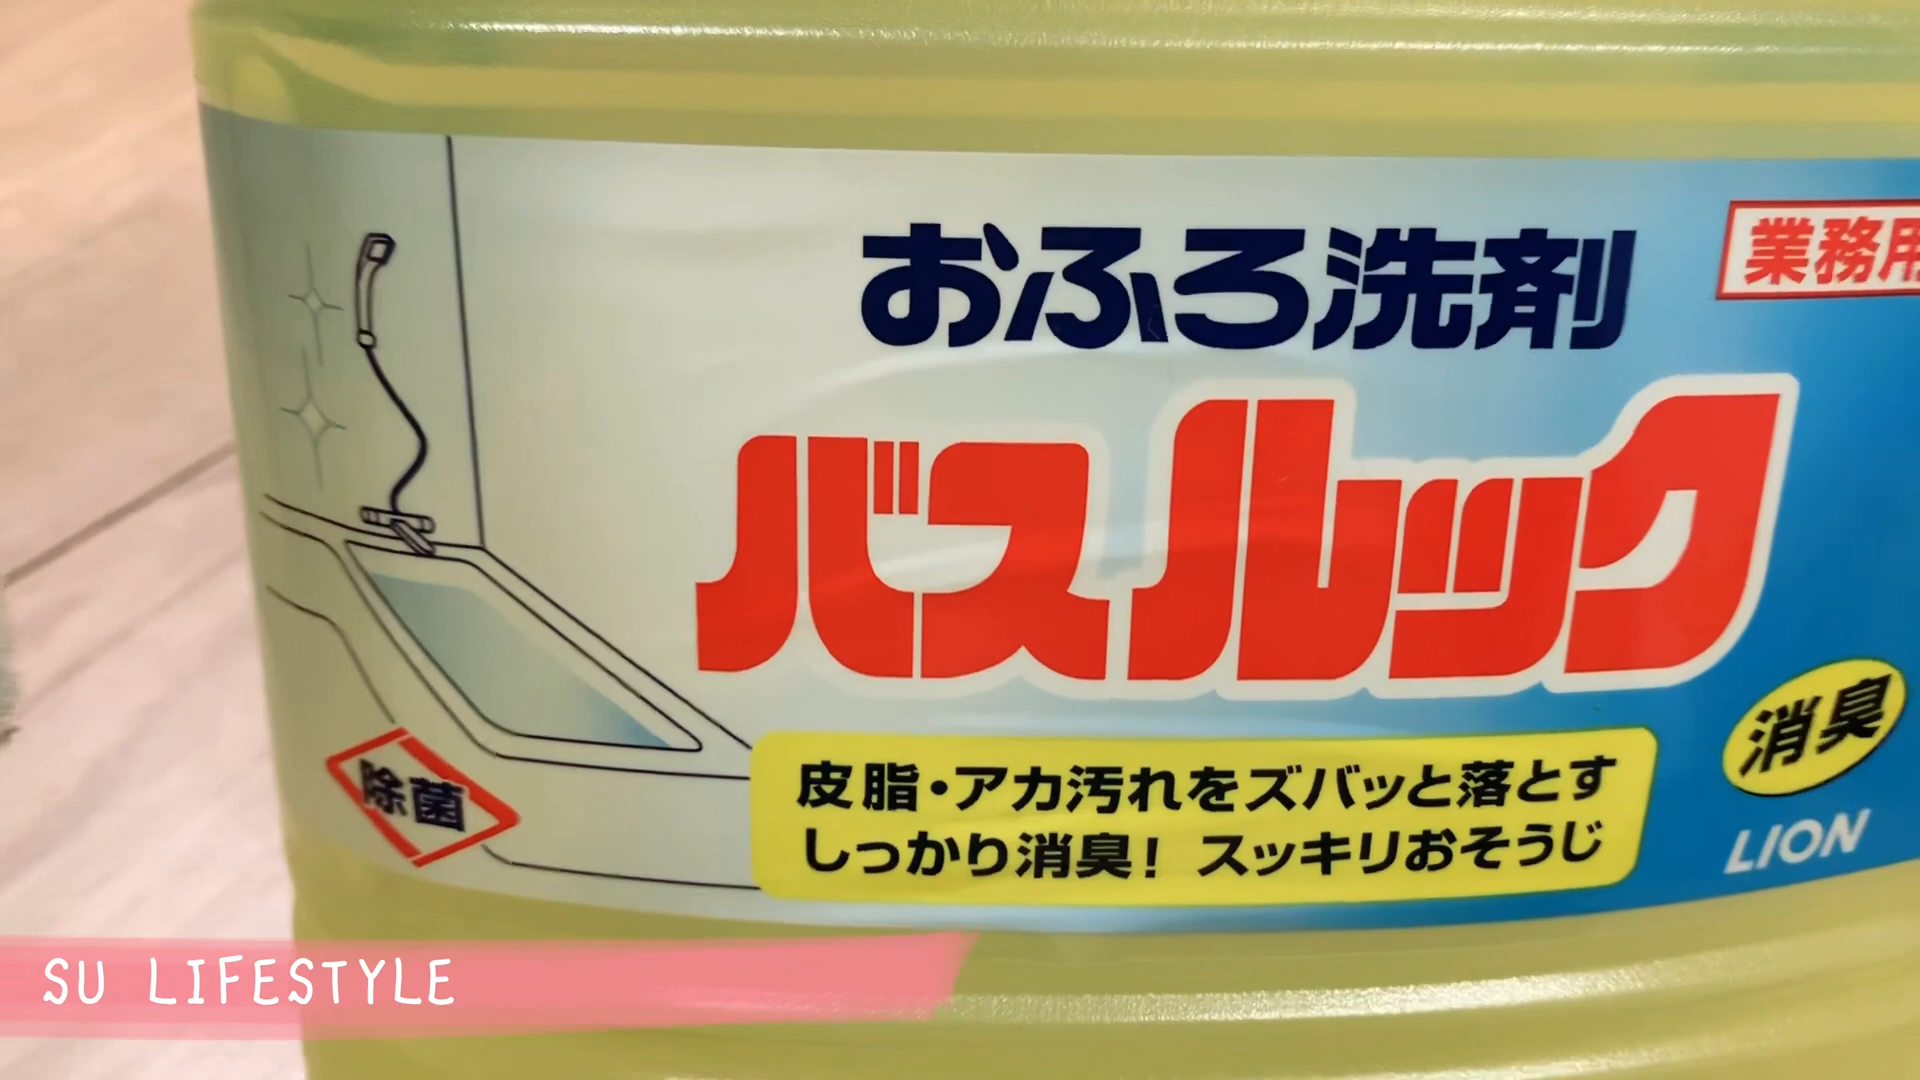 おふろ洗剤
業務用
バスルック
除菌
皮脂・アカ汚れをズバッと落とす
しっかり消臭！ スッキリおそうじ
消臭
LION
SU LIFESTYLE